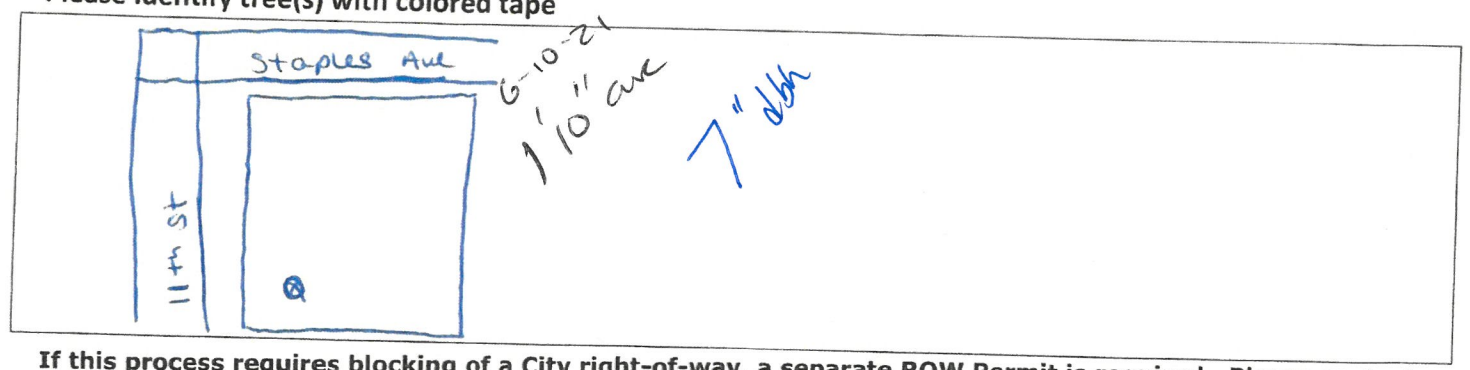 Please identify tree(s) with colored tape
Staples Ave
6-10-21
1'10" ave
7" dbh
11th St
If this process requires blocking of a City right-of-way, a separate ROW Permit is required.